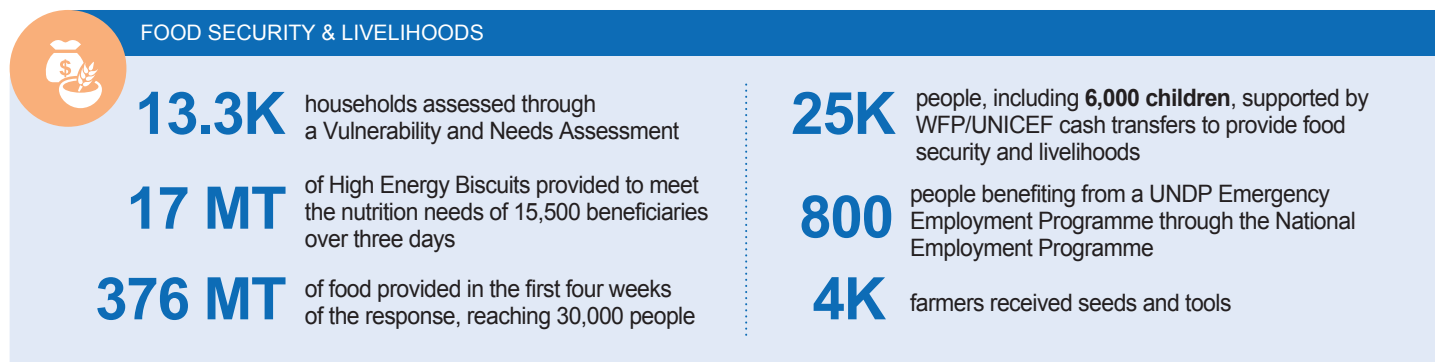 FOOD SECURITY & LIVELIHOODS
$
13.3K
households assessed through
a Vulnerability and Needs Assessment
17 MT
of High Energy Biscuits provided to meet
the nutrition needs of 15,500 beneficiaries
over three days
376 MT
of food provided in the first four weeks
of the response, reaching 30,000 people
25K
people, including 6,000 children, supported by
WFP/UNICEF cash transfers to provide food
security and livelihoods
800
people benefiting from a UNDP Emergency
Employment Programme through the National
Employment Programme
4K
farmers received seeds and tools